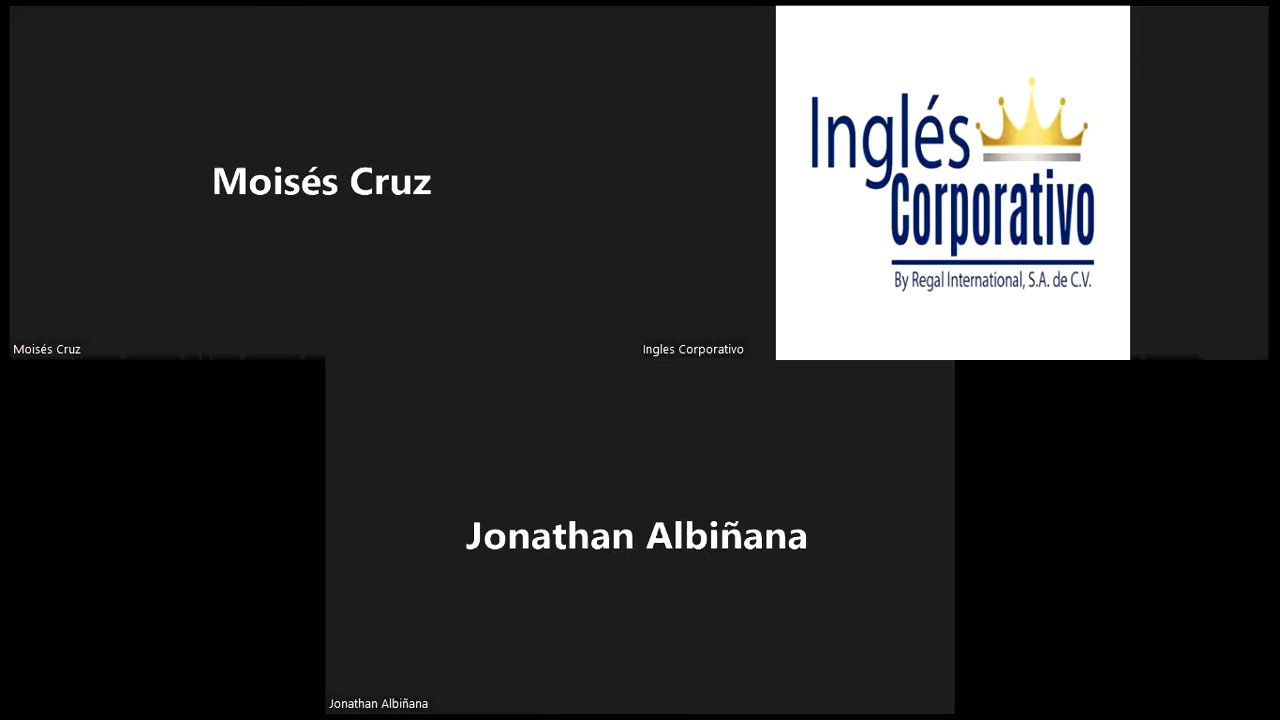 Moisés Cruz
Inglés
Corporativo
By Regal International, S.A. de C.V.
Moisés Cruz
Ingles Corporativo
Jonathan Albiñana
Jonathan Albiñana